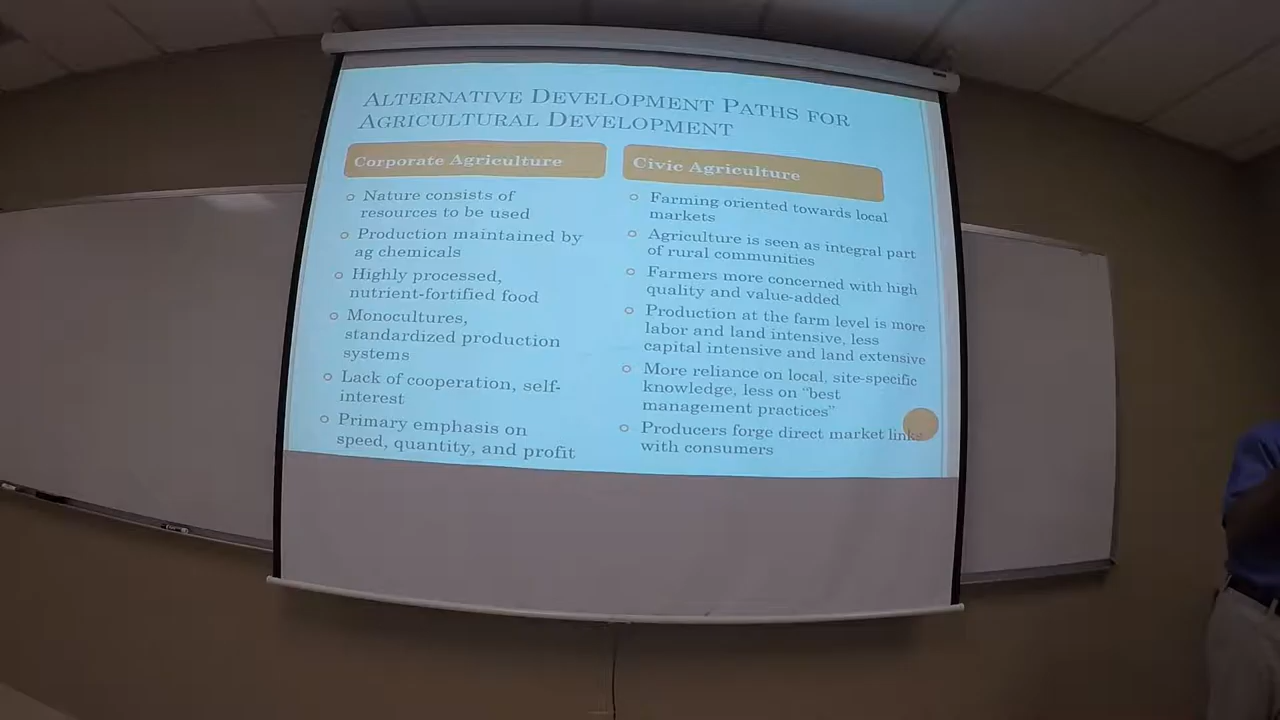 ALTERNATIVE DEVELOPMENT PATHS FOR
AGRICULTURAL DEVELOPMENT
Corporate Agriculture
Nature consists of
resources to be used
Production maintained by
ag chemicals
Highly processed,
nutrient-fortified food
Monocultures,
standardized production
systems
Lack of cooperation, self-
interest
Primary emphasis on
speed, quantity, and profit
Civic Agriculture
Farming oriented towards local
markets
Agriculture is seen as integral part
of rural communities
Farmers more concerned with high
quality and value-added
Production at the farm level is more
labor and land intensive, less
capital intensive and land extensive
More reliance on local, site-specific
knowledge, less on “best
management practices”
Producers forge direct market links
with consumers